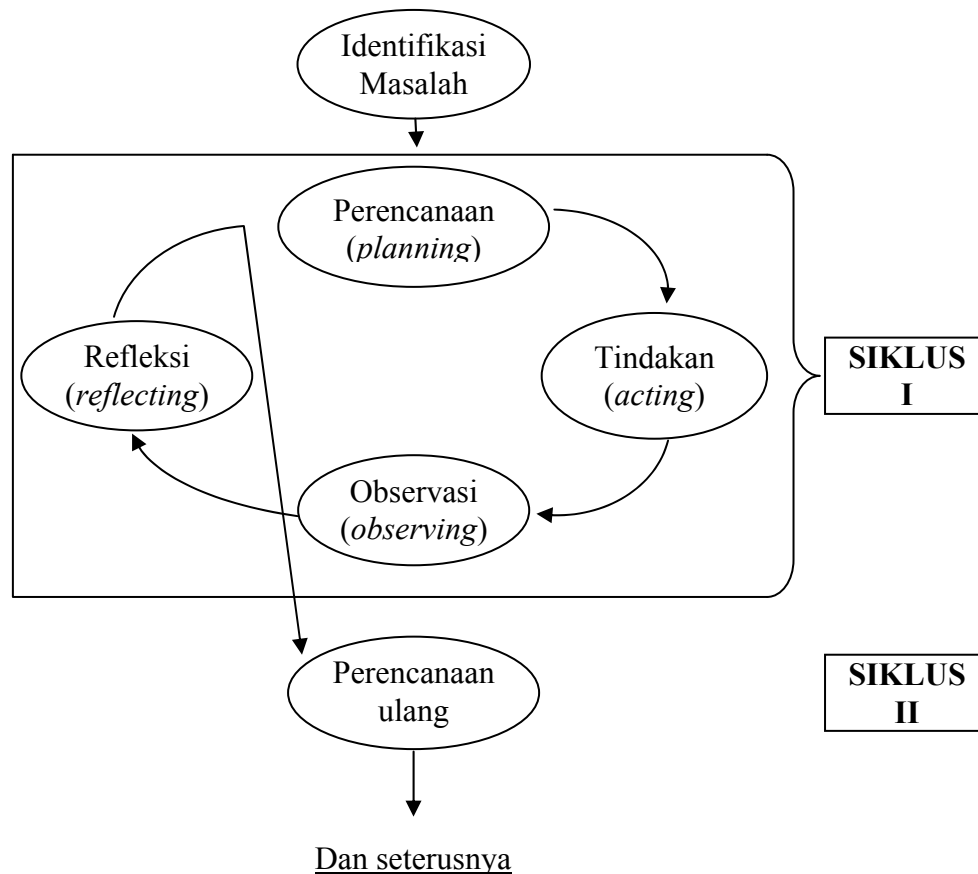 Identifikasi
Masalah
Perencanaan
(planning)
Refleksi
(reflecting)
Tindakan
(acting)
SIKLUS
I
Observasi
(observing)
Perencanaan
ulang
SIKLUS
II
Dan seterusnya